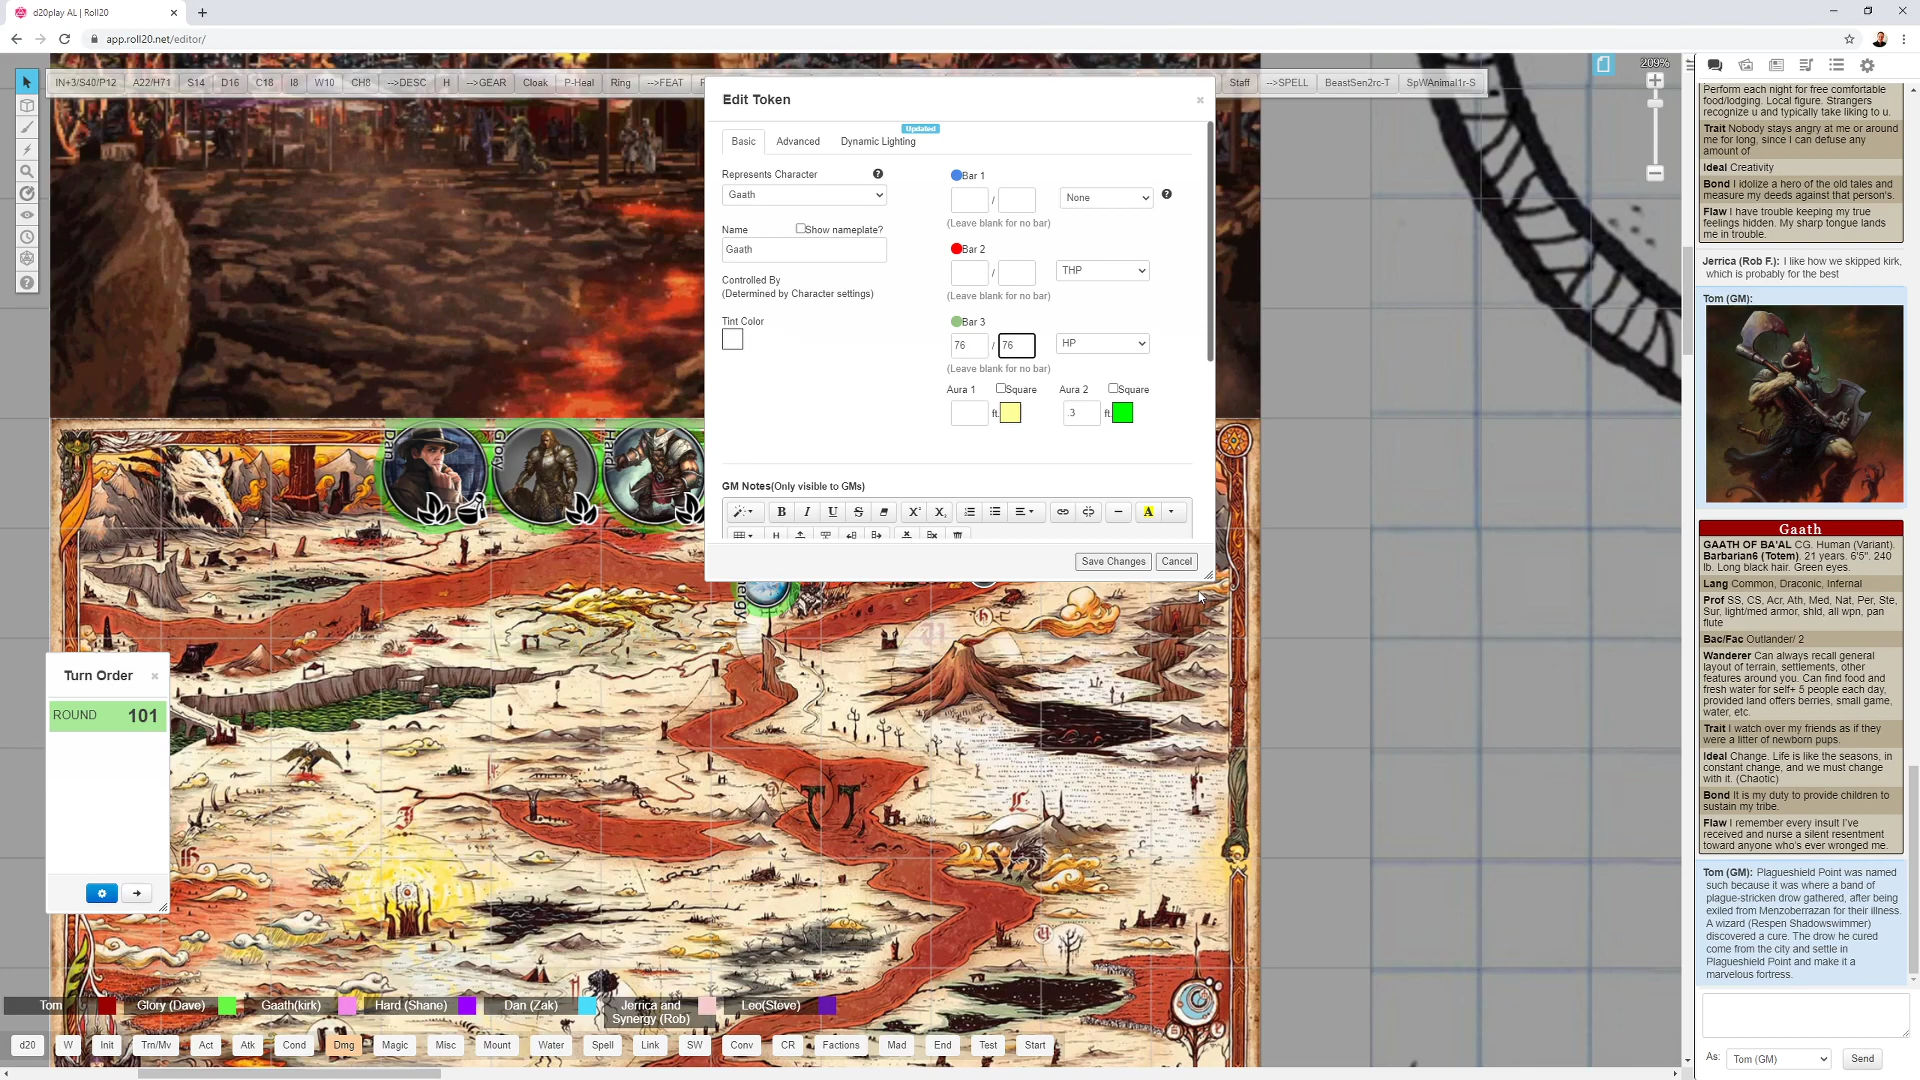 d20play AL | Roll20
app.roll20.net/editor/
IN+3/S40/P12
A22/H71
S14
D16
C18
I8
W10
CH8
-->DESC
H
-->GEAR
Cloak
P-Heal
Ring
-->FEAT
Staff
-->SPELL
BeastSen2rc-T
SpWAnimal1r-S
209%
Edit Token
Updated
Basic
Advanced
Dynamic Lighting
Represents Character
Gaath
Name
Show nameplate?
Gaath
Controlled By
(Determined by Character settings)
Tint Color
Bar 1
/
None
(Leave blank for no bar)
Bar 2
/
THP
(Leave blank for no bar)
Bar 3
76 / 76
HP
(Leave blank for no bar)
Aura 1
Square
Aura 2
Square
ft.
.3
ft.
GM Notes(Only visible to GMs)
B I U S
Save Changes
Cancel
Dan
Glory
Hard
Turn Order
ROUND 101
Tom
Glory (Dave)
Gaath(kirk)
Hard (Shane)
Dan (Zak)
Jerrica and
Synergy (Rob)
Leo(Steve)
d20
W
Init
Trn/Mv
Act
Atk
Cond
Dmg
Magic
Misc
Mount
Water
Spell
Link
SW
Conv
CR
Factions
Mad
End
Test
Start
Perform each night for free comfortable
food/lodging. Local figure. Strangers
recognize u and typically take liking to u.
Trait Nobody stays angry at me or around
me for long, since I can defuse any
amount of
Ideal Creativity
Bond I idolize a hero of the old tales and
measure my deeds against that person's.
Flaw I have trouble keeping my true
feelings hidden. My sharp tongue lands
me in trouble.
Jerrica (Rob F.): I like how we skipped kirk,
which is probably for the best
Tom (GM):
Gaath
GAATH OF BA'AL CG. Human (Variant).
Barbarian6 (Totem). 21 years. 6'5". 240
lb. Long black hair. Green eyes.
Lang Common, Draconic, Infernal
Prof SS, CS, Acr, Ath, Med, Nat, Per, Ste,
Sur, light/med armor, shld, all wpn, pan
flute
Bac/Fac Outlander/ 2
Wanderer Can always recall general
layout of terrain, settlements, other
features around you. Can find food and
fresh water for self+ 5 people each day,
provided land offers berries, small game,
water, etc.
Trait I watch over my friends as if they
were a litter of newborn pups.
Ideal Change. Life is like the seasons, in
constant change, and we must change
with it. (Chaotic)
Bond It is my duty to provide children to
sustain my tribe.
Flaw I remember every insult I've
received and nurse a silent resentment
toward anyone who's ever wronged me.
Tom (GM): Plagueshield Point was named
such because it was where a band of
plague-stricken drow gathered, after being
exiled from Menzoberrazan for their illness.
A wizard (Respen Shadowswimmer)
discovered a cure. The drow he cured
come from the city and settle in
Plagueshield Point and make it a
marvelous fortress.
As:
Tom (GM)
Send